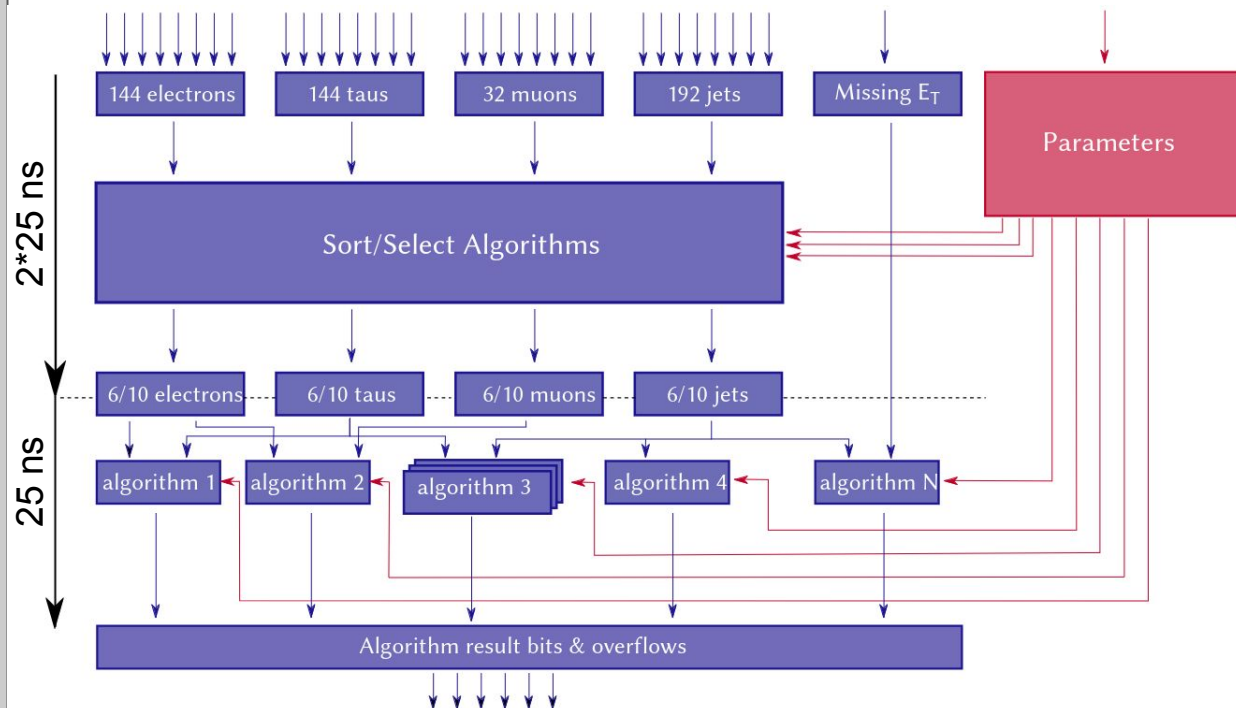 144 electrons
144 taus
32 muons
192 jets
Missing E_T
Parameters
2*25 ns
Sort/Select Algorithms
6/10 electrons
6/10 taus
6/10 muons
6/10 jets
25 ns
algorithm 1
algorithm 2
algorithm 3
algorithm 4
algorithm N
Algorithm result bits & overflows